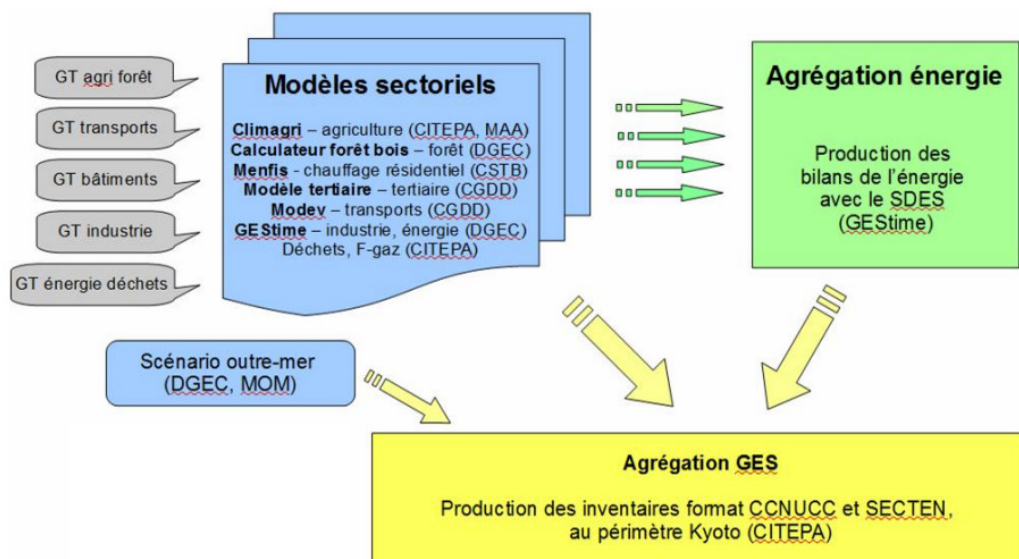 GT agri forêt
GT transports
GT bâtiments
GT industrie
GT énergie déchets
Modèles sectoriels
Climagri – agriculture (CITEPA, MAA)
Calculateur forêt bois – forêt (DGEC)
Menfis - chauffage résidentiel (CSTB)
Modèle tertiaire – tertiaire (CGDD)
Modev – transports (CGDD)
GEStime – industrie, énergie (DGEC)
Déchets, F-gaz (CITEPA)
Agrégation énergie
Production des
bilans de l'énergie
avec le SDES
(GEStime)
Scénario outre-mer
(DGEC, MOM)
Agrégation GES
Production des inventaires format CCNUCC et SECTEN,
au périmètre Kyoto (CITEPA)